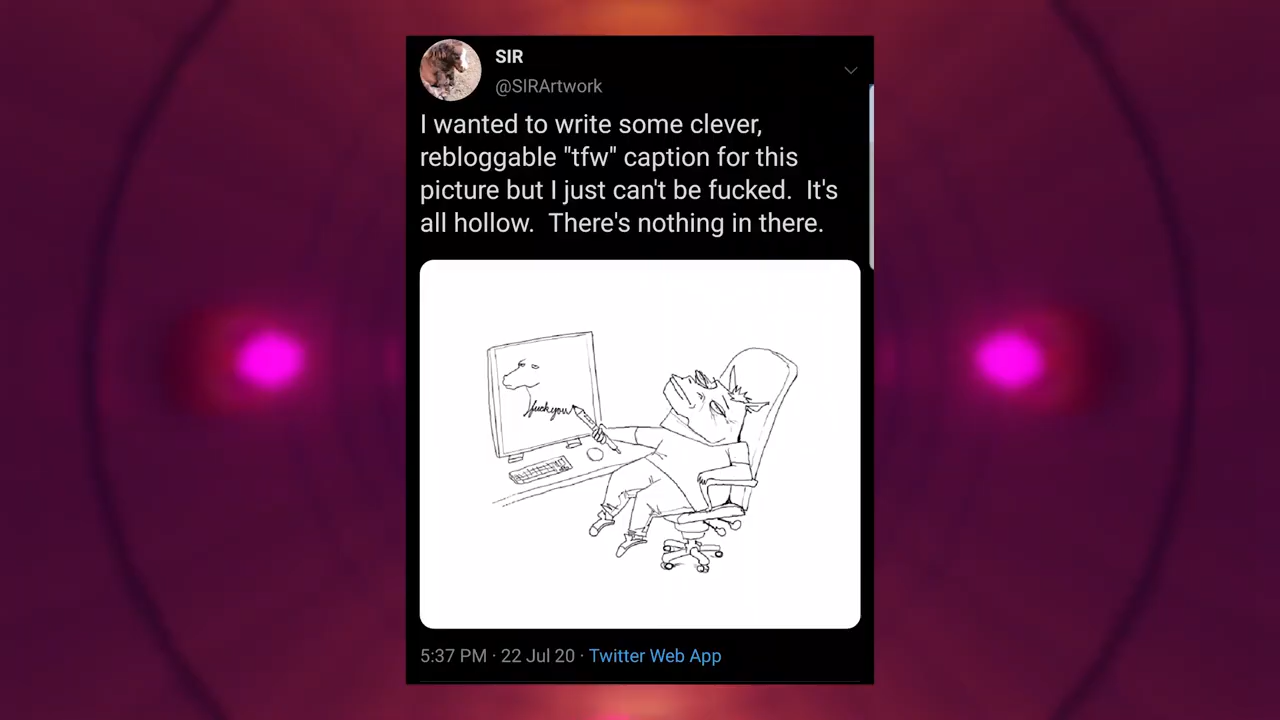 SIR
@SIRArtwork
I wanted to write some clever,
rebloggable "tfw" caption for this
picture but I just can't be fucked.  It's
all hollow.  There's nothing in there.
fuck you
5:37 PM · 22 Jul 20 · Twitter Web App